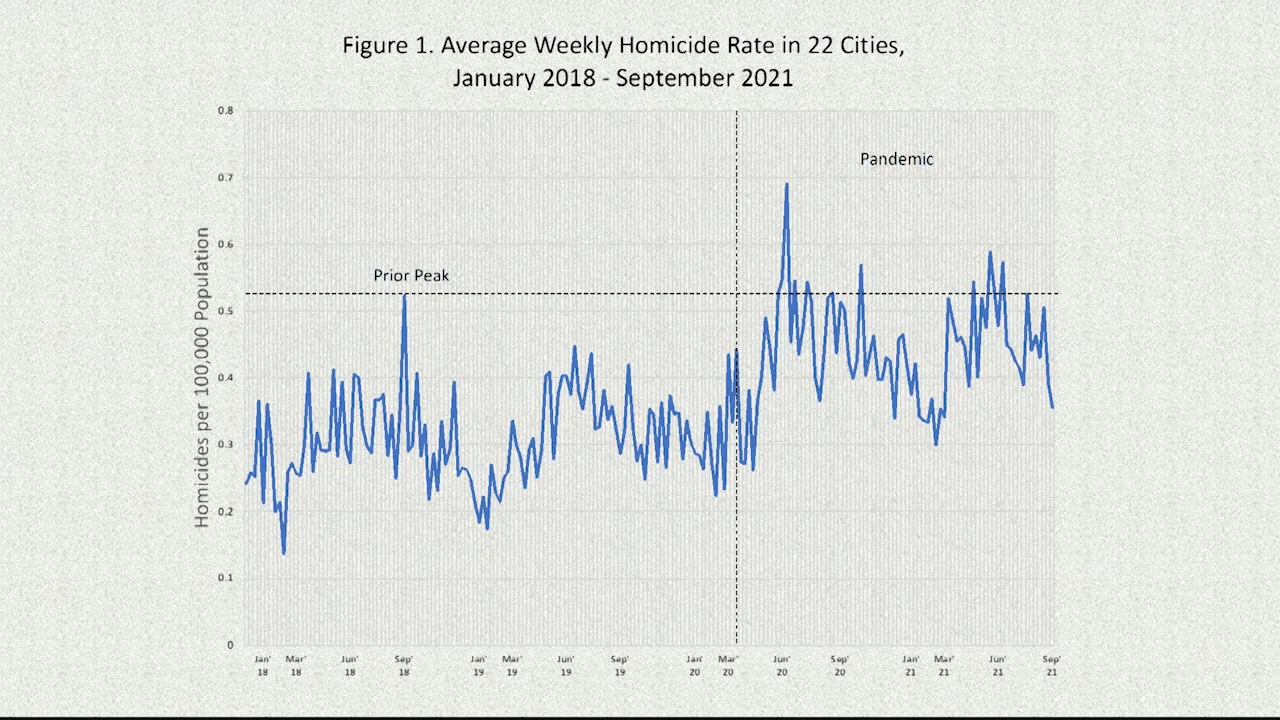 Figure 1. Average Weekly Homicide Rate in 22 Cities,
January 2018 - September 2021
0.8
0.7
0.6
0.5
0.4
0.3
0.2
0.1
0
Homicides per 100,000 Population
Prior Peak
Pandemic
Jan' Mar' Jun' Sep' Jan' Mar' Jun' Sep' Jan' Mar' Jun' Sep' Jan' Mar' Jun' Sep'
18 18 18 18 19 19 19 19 20 20 20 20 21 21 21 21